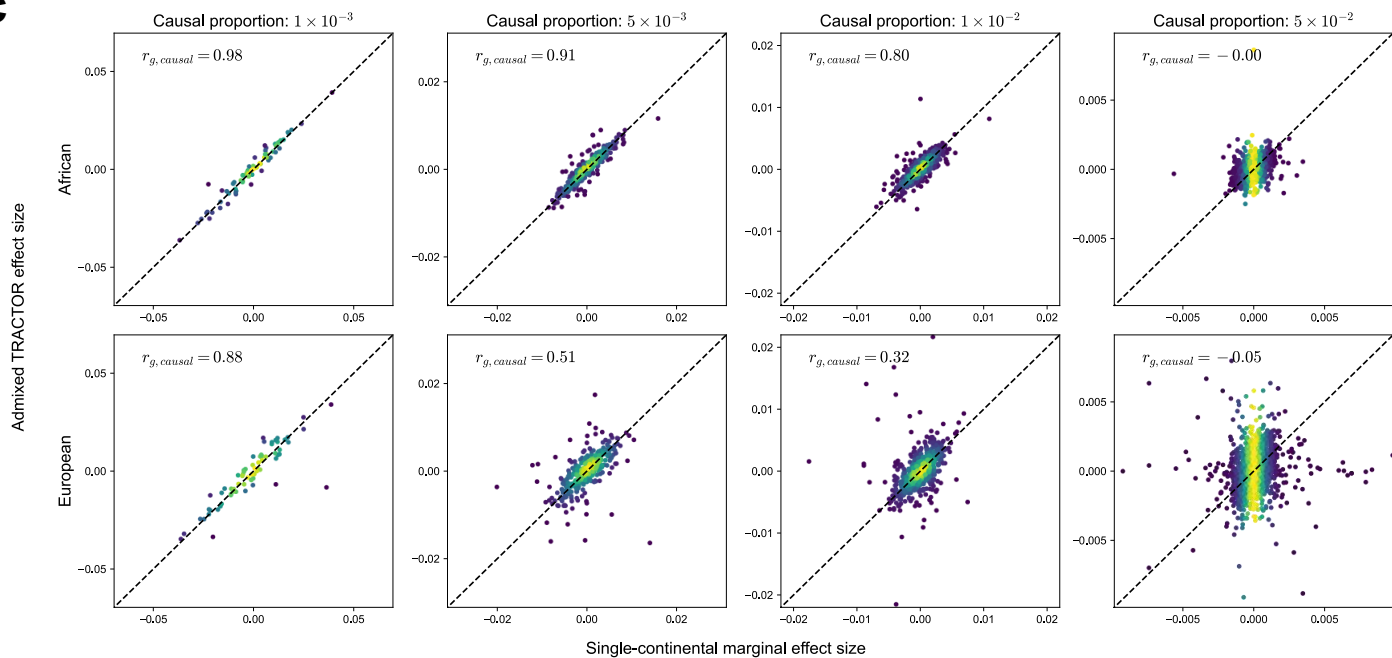 c
Causal proportion: 1 × 10⁻³
Causal proportion: 5 × 10⁻³
Causal proportion: 1 × 10⁻²
Causal proportion: 5 × 10⁻²
Admixed TRACTOR effect size
African
r_{g,causal} = 0.98
0.05
0.00
−0.05
−0.05 0.00 0.05
r_{g,causal} = 0.91
0.02
0.00
−0.02
−0.02 0.00 0.02
r_{g,causal} = 0.80
0.02
0.01
0.00
−0.01
−0.02
−0.02 −0.01 0.00 0.01 0.02
r_{g,causal} = −0.00
0.005
0.000
−0.005
−0.005 0.000 0.005
European
r_{g,causal} = 0.88
0.05
0.00
−0.05
−0.05 0.00 0.05
r_{g,causal} = 0.51
0.02
0.00
−0.02
−0.02 0.00 0.02
r_{g,causal} = 0.32
0.02
0.01
0.00
−0.01
−0.02
−0.02 −0.01 0.00 0.01 0.02
r_{g,causal} = −0.05
0.005
0.000
−0.005
−0.005 0.000 0.005
Single-continental marginal effect size